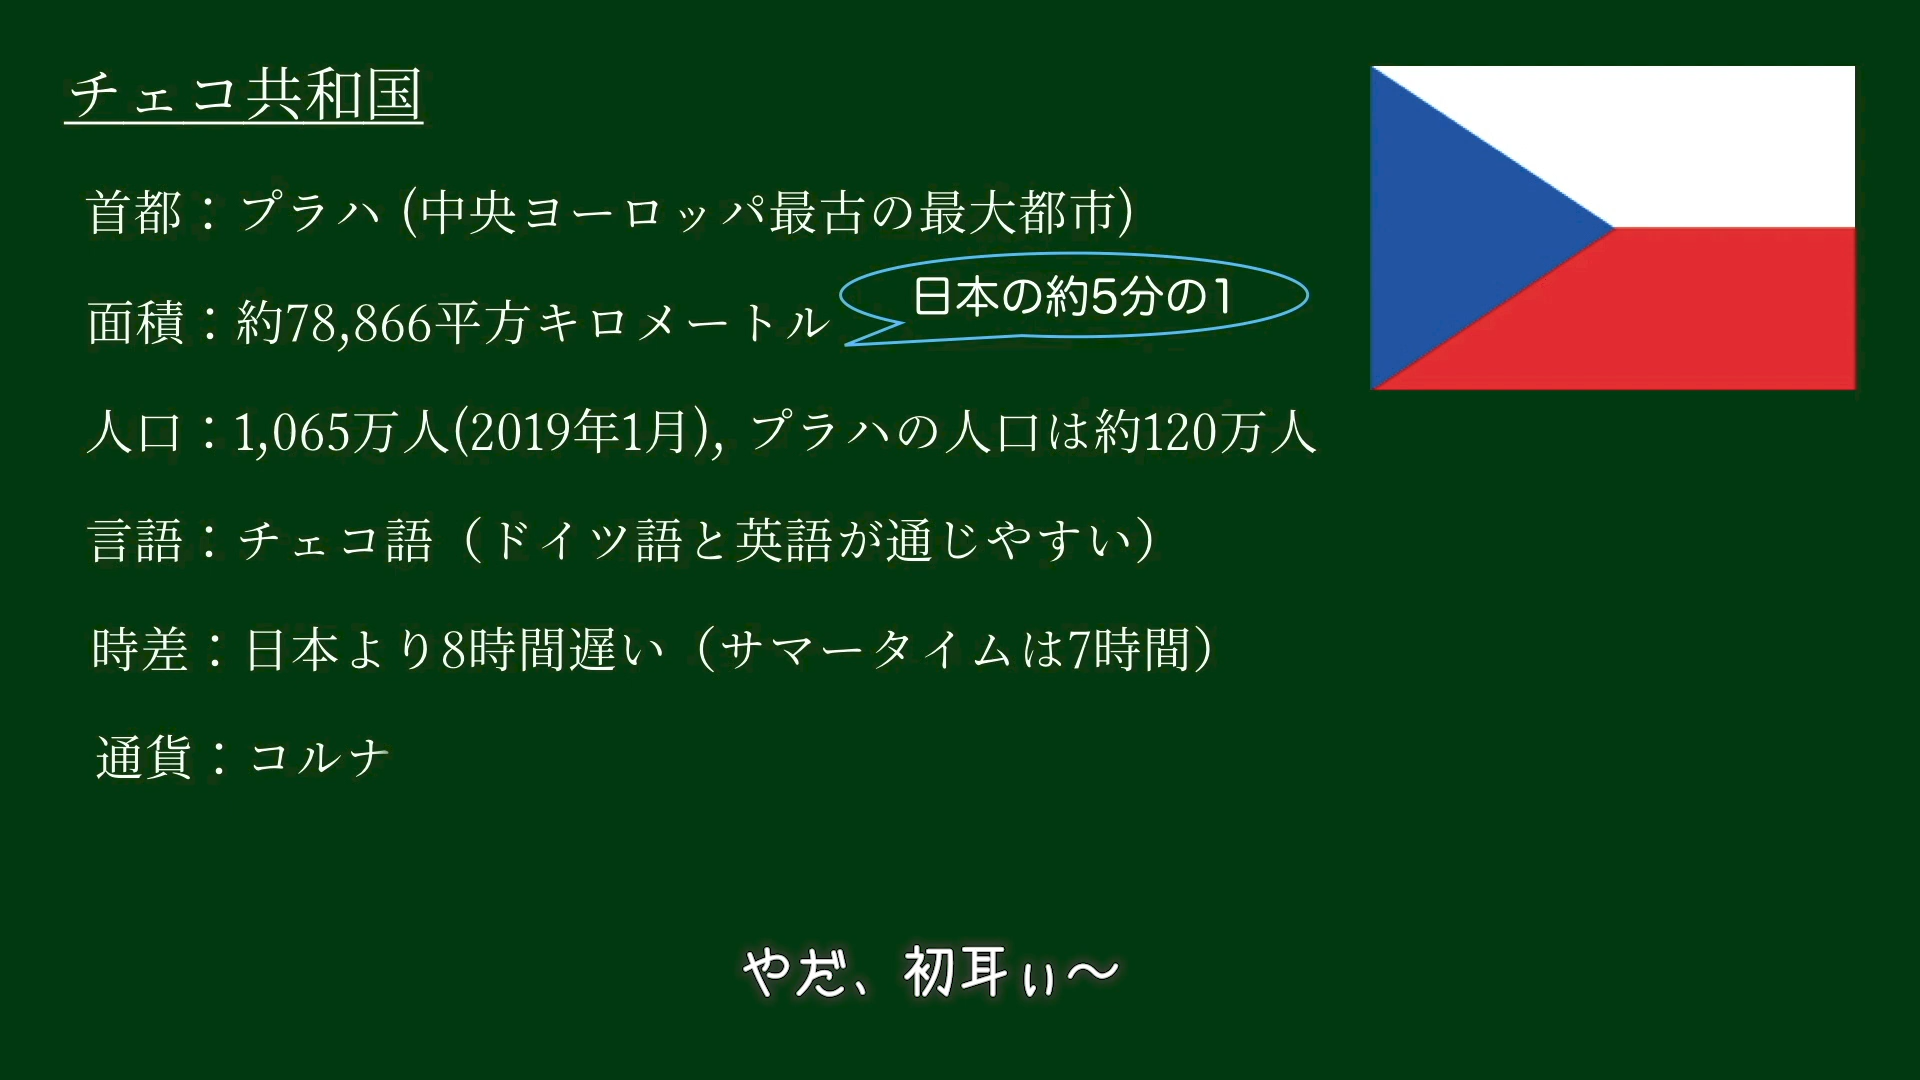 チェコ共和国
首都：プラハ (中央ヨーロッパ最古の最大都市)
日本の約5分の1
面積：約78,866平方キロメートル
人口：1,065万人(2019年1月), プラハの人口は約120万人
言語：チェコ語（ドイツ語と英語が通じやすい）
時差：日本より8時間遅い（サマータイムは7時間）
通貨：コルナ
やだ、初耳ぃ〜